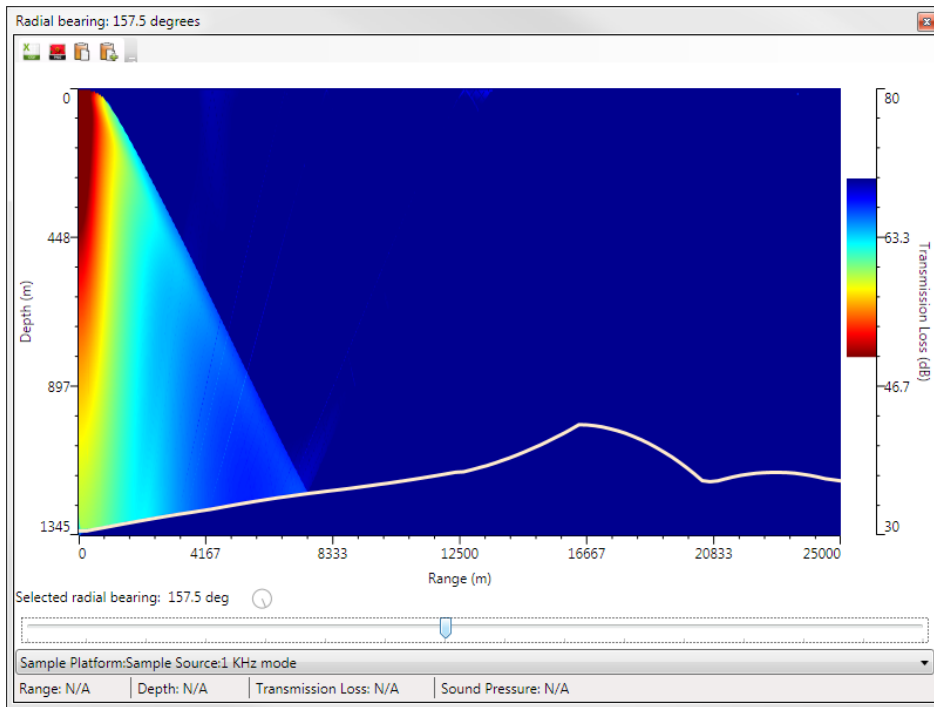 Radial bearing: 157.5 degrees
0
448
897
1345
Depth (m)
0 4167 8333 12500 16667 20833 25000
Range (m)
80
63.3
46.7
30
Transmission Loss (dB)
Selected radial bearing: 157.5 deg
Sample Platform:Sample Source:1 KHz mode
Range: N/A Depth: N/A Transmission Loss: N/A Sound Pressure: N/A